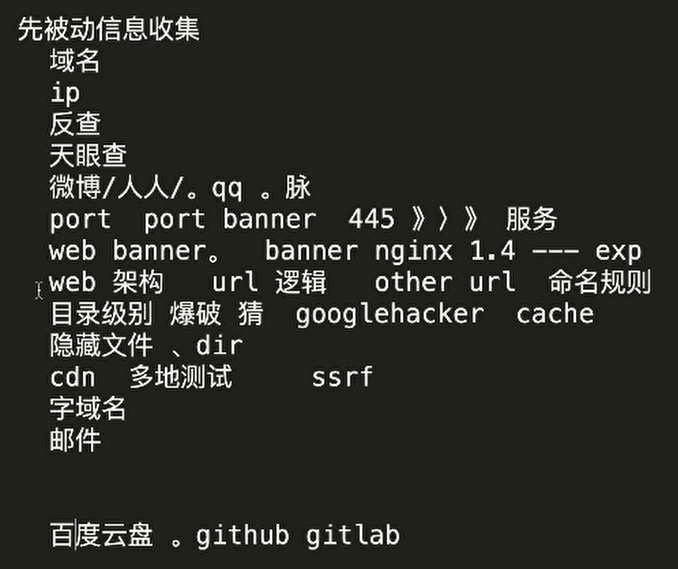 先被动信息收集
域名
ip
反查
天眼查
微博/人人/。qq 。脉
port  port banner  445 》〉》 服务
web banner。  banner nginx 1.4 --- exp
web 架构   url 逻辑   other url  命名规则
目录级别 爆破 猜  googlehacker  cache
隐藏文件 、dir
cdn  多地测试     ssrf
字域名
邮件
百度云盘 。github gitlab